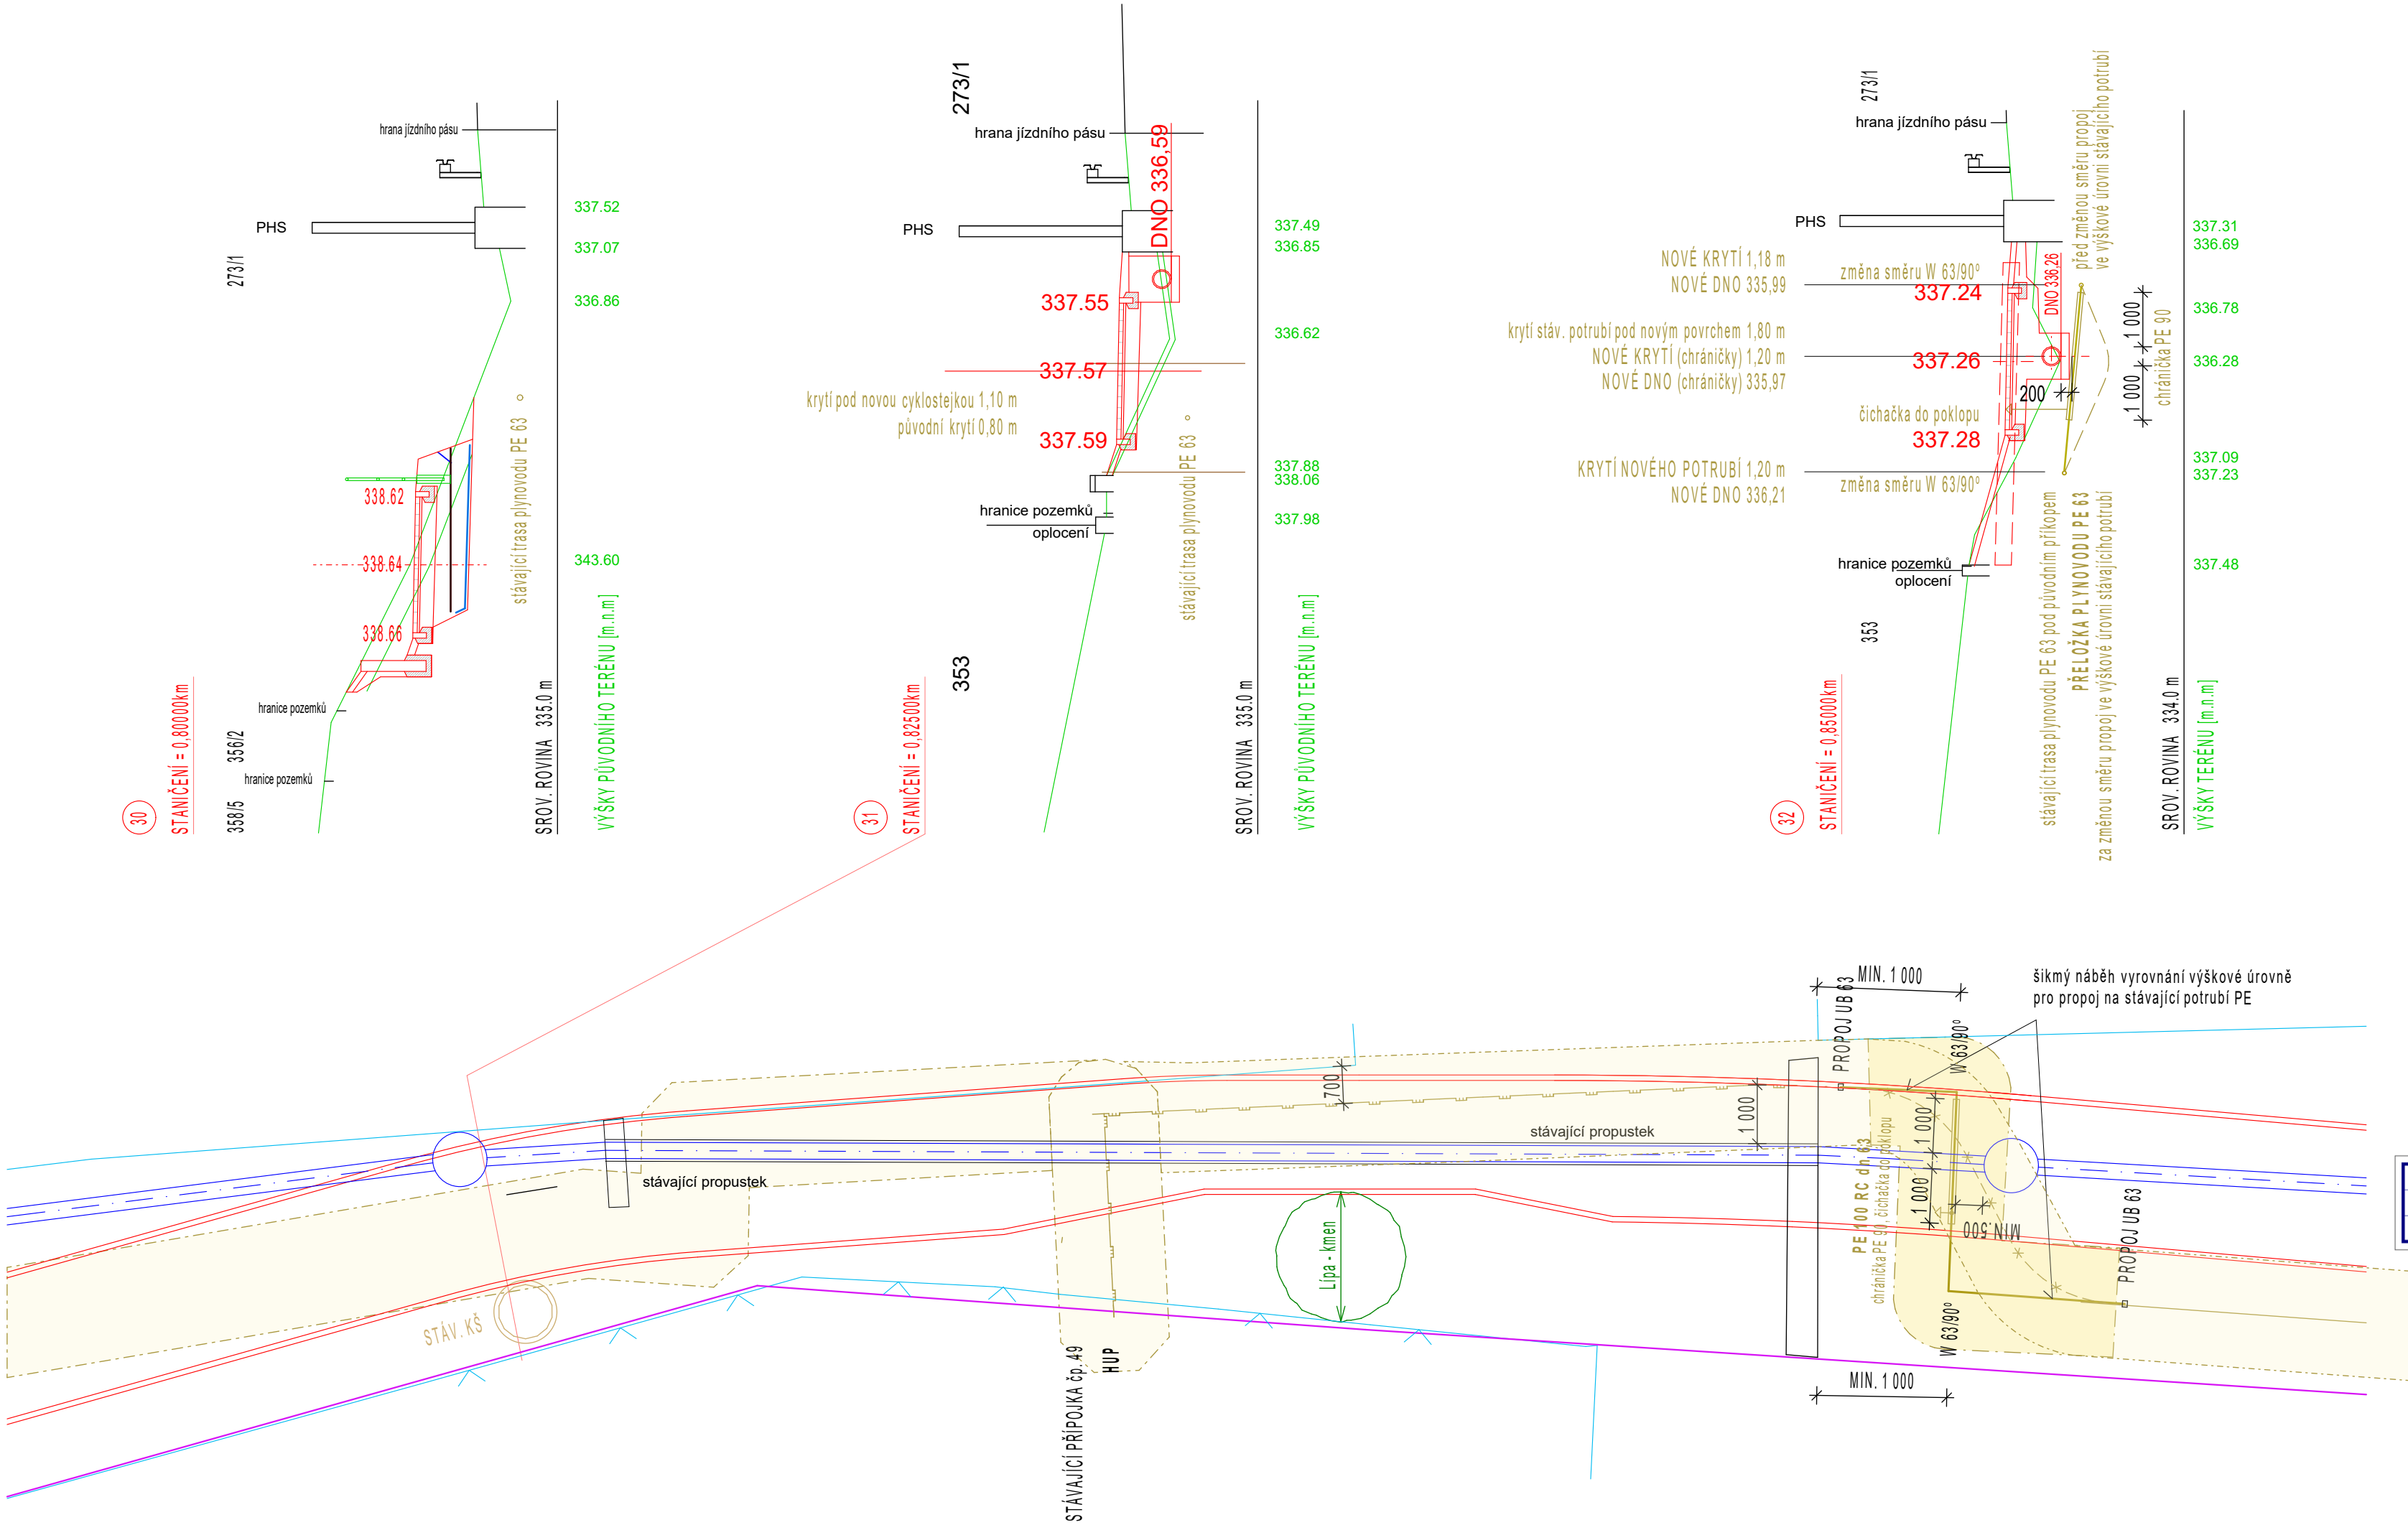 30
STANIČENÍ = 0,80000km
358/5
356/2
273/1
hranice pozemků
hranice pozemků
PHS
hrana jízdního pásu
338.62
338.64
338.66
stávající trasa plynovodu PE 63
SROV. ROVINA 335.0 m
VÝŠKY PŮVODNÍHO TERÉNU [m.n.m]
337.52
337.07
336.86
343.60
31
STANIČENÍ = 0,82500km
353
273/1
hrana jízdního pásu
PHS
DNO 336,59
337.55
337.57
337.59
krytí pod novou cyklostejkou 1,10 m
původní krytí 0,80 m
hranice pozemků
oplocení
stávající trasa plynovodu PE 63
SROV. ROVINA 335.0 m
VÝŠKY PŮVODNÍHO TERÉNU [m.n.m]
337.49
336.85
336.62
337.88
338.06
337.98
32
STANIČENÍ = 0,85000km
353
273/1
hrana jízdního pásu
PHS
NOVÉ KRYTÍ 1,18 m
NOVÉ DNO 335,99
změna směru W 63/90º
337.24
krytí stáv. potrubí pod novým povrchem 1,80 m
NOVÉ KRYTÍ (chráničky) 1,20 m
NOVÉ DNO (chráničky) 335,97
337.26
čichačka do poklopu
337.28
KRYTÍ NOVÉHO POTRUBÍ 1,20 m
NOVÉ DNO 336,21
změna směru W 63/90º
hranice pozemků
oplocení
DNO 336,26
200
1 000
1 000
chránička PE 90
před změnou směru propoj
ve výškové úrovni stávajícího potrubí
stávající trasa plynovodu PE 63 pod původním příkopem
PŘELOŽKA PLYNOVODU PE 63
za změnou směru propoj ve výškové úrovni stávajícího potrubí
SROV. ROVINA 334.0 m
VÝŠKY TERÉNU [m.n.m]
337.31
336.69
336.78
336.28
337.09
337.23
337.48
MIN. 1 000
šikmý náběh vyrovnání výškové úrovně
pro propoj na stávající potrubí PE
PROPOJ UB 63
W 63/90º
700
1 000
stávající propustek
stávající propustek
1 000
1 000
MIN. 500
PE 100 RC dn 63
chránička PE 90, čichačka do poklopu
PROPOJ UB 63
W 63/90º
MIN. 1 000
Lípa - kmen
STÁV. KŠ
STÁVAJÍCÍ PŘÍPOJKA čp. 49
HUP